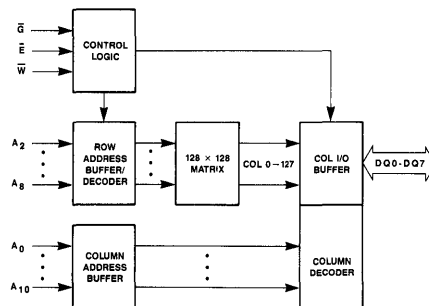 G̅
E̅
W̅
CONTROL
LOGIC
A2
A8
ROW
ADDRESS
BUFFER/
DECODER
128 × 128
MATRIX
COL 0–127
COL I/O
BUFFER
DQ0-DQ7
A0
A10
COLUMN
ADDRESS
BUFFER
COLUMN
DECODER